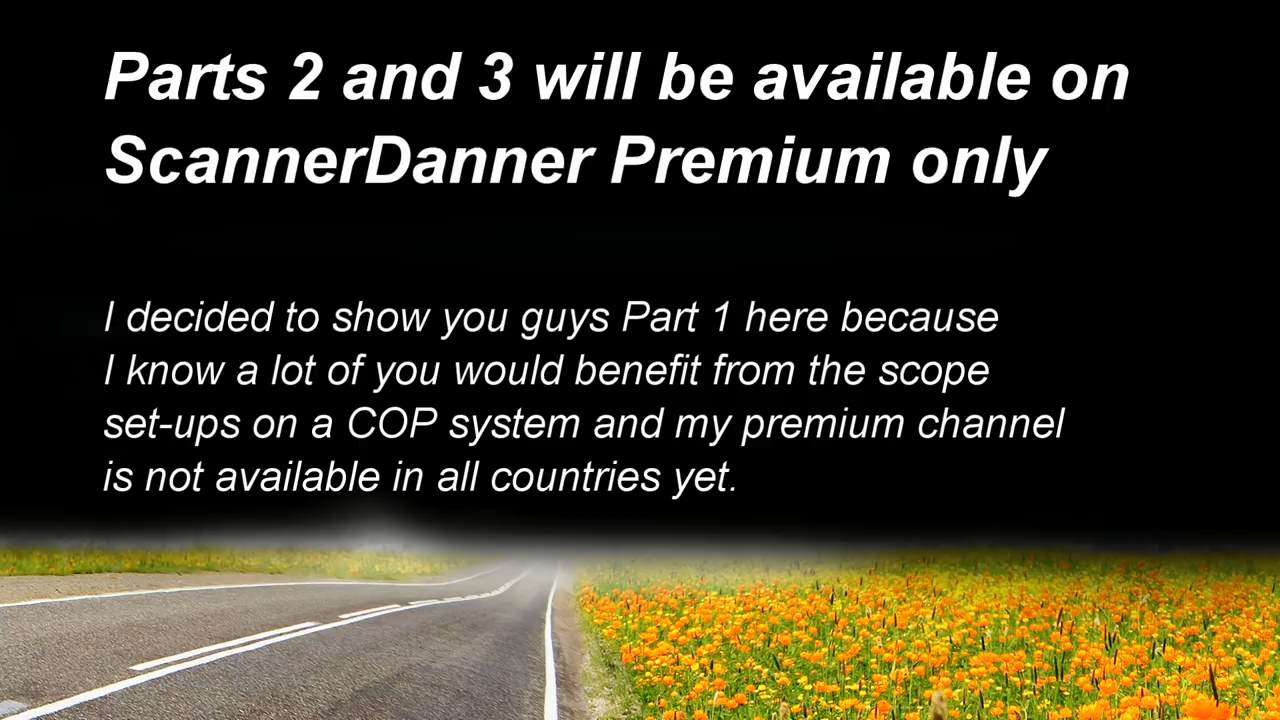 Parts 2 and 3 will be available on
ScannerDanner Premium only
I decided to show you guys Part 1 here because
I know a lot of you would benefit from the scope
set-ups on a COP system and my premium channel
is not available in all countries yet.